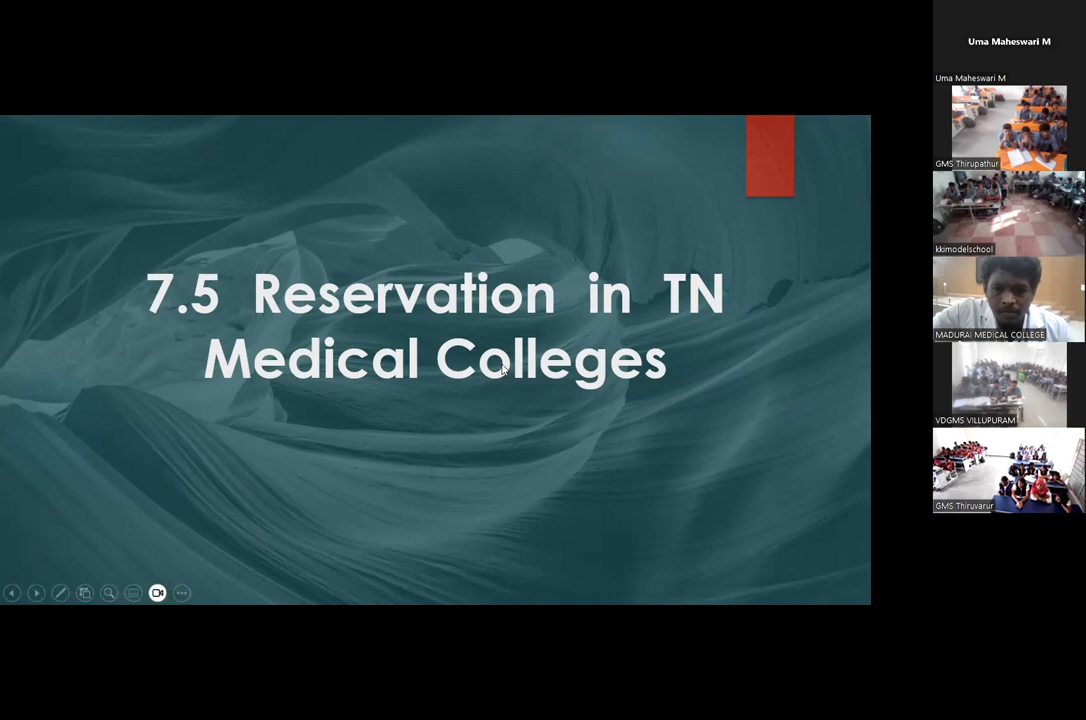 7.5 Reservation in TN
Medical Colleges
Uma Maheswari M
Uma Maheswari M
GMS Thirupathur
kkimodelschool
MADURAI MEDICAL COLLEGE
VDGMS VILLUPURAM
GMS Thiruvarur